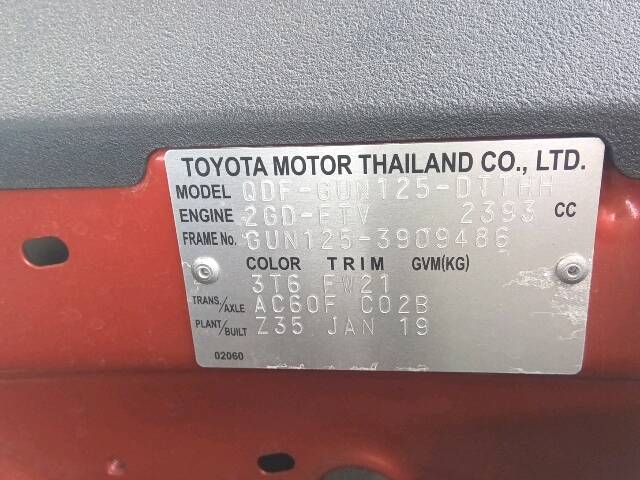 TOYOTA MOTOR THAILAND CO., LTD.
MODEL QDF-GUN125-DTTHH
ENGINE 2GD-FTV 2393 CC
FRAME No. GUN125-3909486
COLOR TRIM GVM(KG)
3T6 FW21
TRANS./AXLE AC60F C02B
PLANT/BUILT Z35 JAN 19
02060